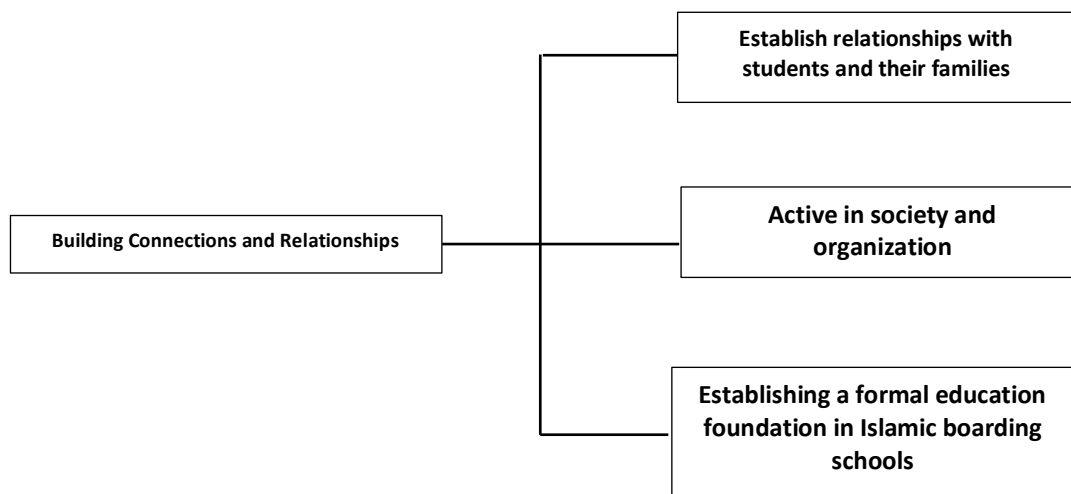 Establish relationships with
students and their families
Building Connections and Relationships
Active in society and
organization
Establishing a formal education
foundation in Islamic boarding
schools